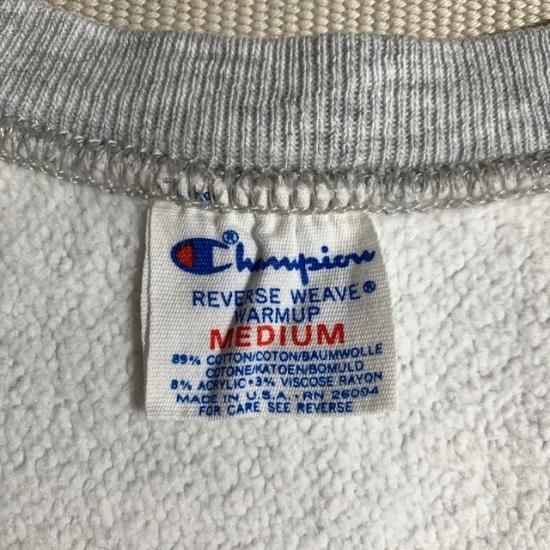 Champion®
REVERSE WEAVE®
WARMUP
MEDIUM
89% COTTON/COTON/BAUMWOLLE
COTONE/KATOEN/BOMULD
8% ACRYLIC•3% VISCOSE RAYON
MADE IN U.S.A.•RN 26094
FOR CARE SEE REVERSE